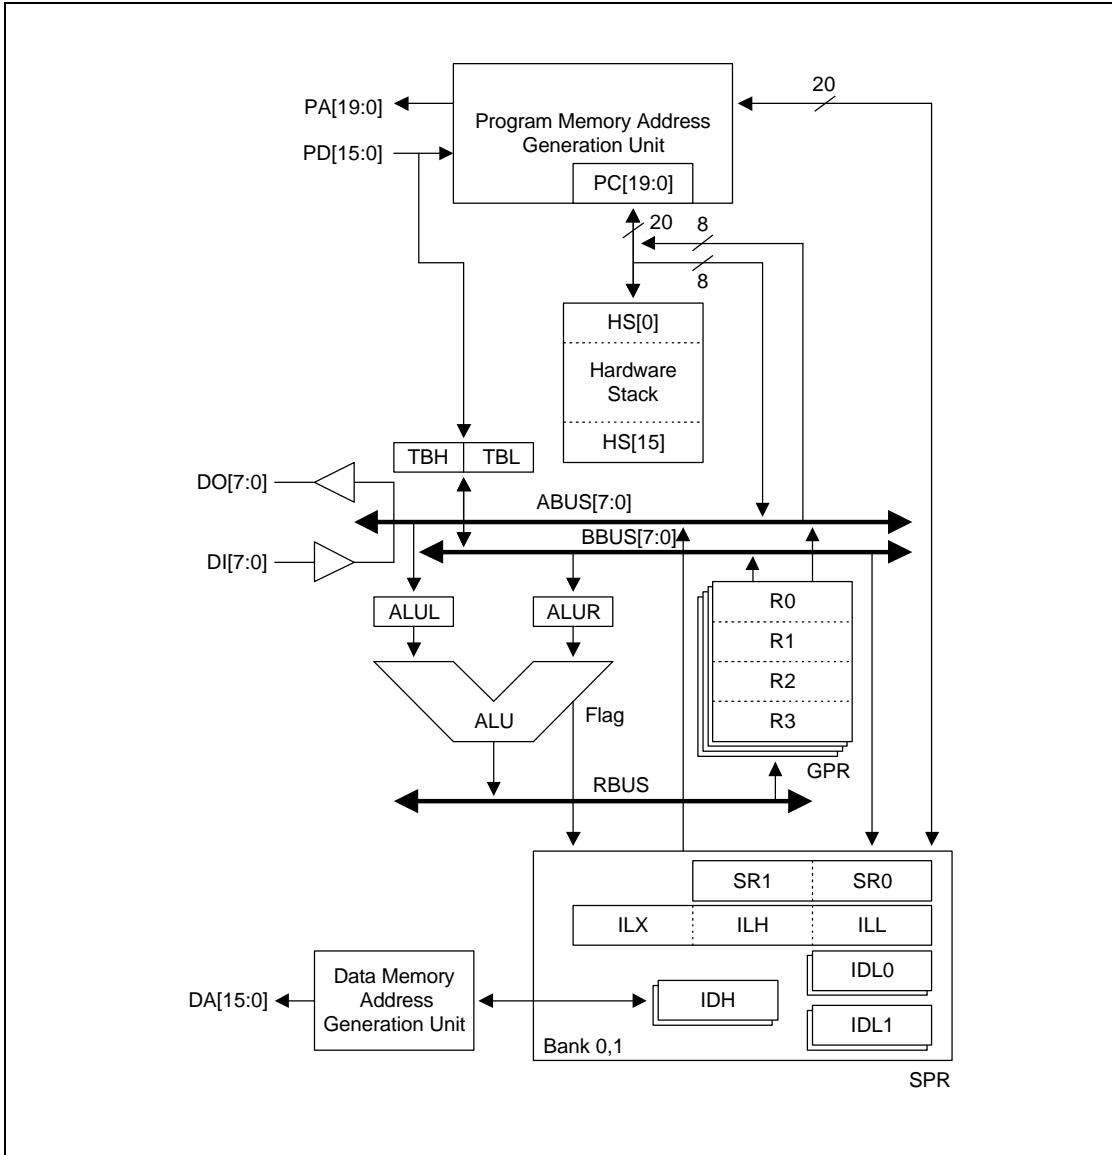 20
PA[19:0]
Program Memory Address
Generation Unit
PD[15:0]
PC[19:0]
20
8
8
HS[0]
Hardware
Stack
HS[15]
TBH
TBL
DO[7:0]
ABUS[7:0]
BBUS[7:0]
DI[7:0]
ALUL
ALUR
R0
R1
R2
R3
ALU
Flag
GPR
RBUS
SR1
SR0
ILX
ILH
ILL
IDL0
Data Memory
Address
Generation Unit
DA[15:0]
IDH
IDL1
Bank 0,1
SPR